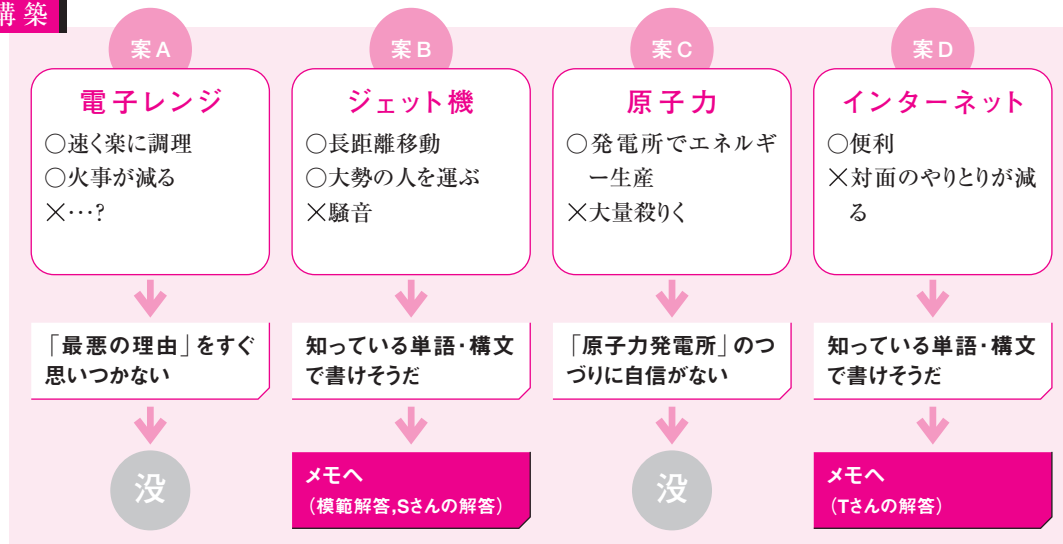 構築
案A
電子レンジ
○速く楽に調理
○火事が減る
×…?
「最悪の理由」をすぐ
思いつかない
没
案B
ジェット機
○長距離移動
○大勢の人を運ぶ
×騒音
知っている単語・構文
で書けそうだ
メモへ
(模範解答,Sさんの解答)
案C
原子力
○発電所でエネルギ
ー生産
×大量殺りく
「原子力発電所」のつ
づりに自信がない
没
案D
インターネット
○便利
×対面のやりとりが減
る
知っている単語・構文
で書けそうだ
メモへ
(Tさんの解答)